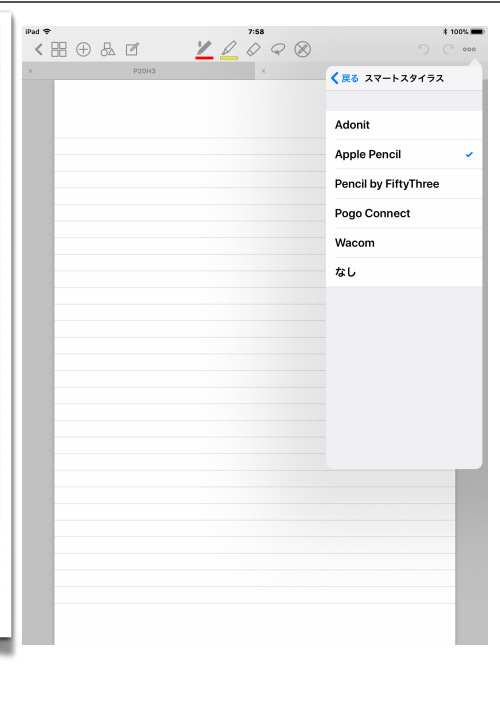 iPad 7:58 100%
P20H3
戻る スマートスタイラス
Adonit
Apple Pencil
Pencil by FiftyThree
Pogo Connect
Wacom
なし